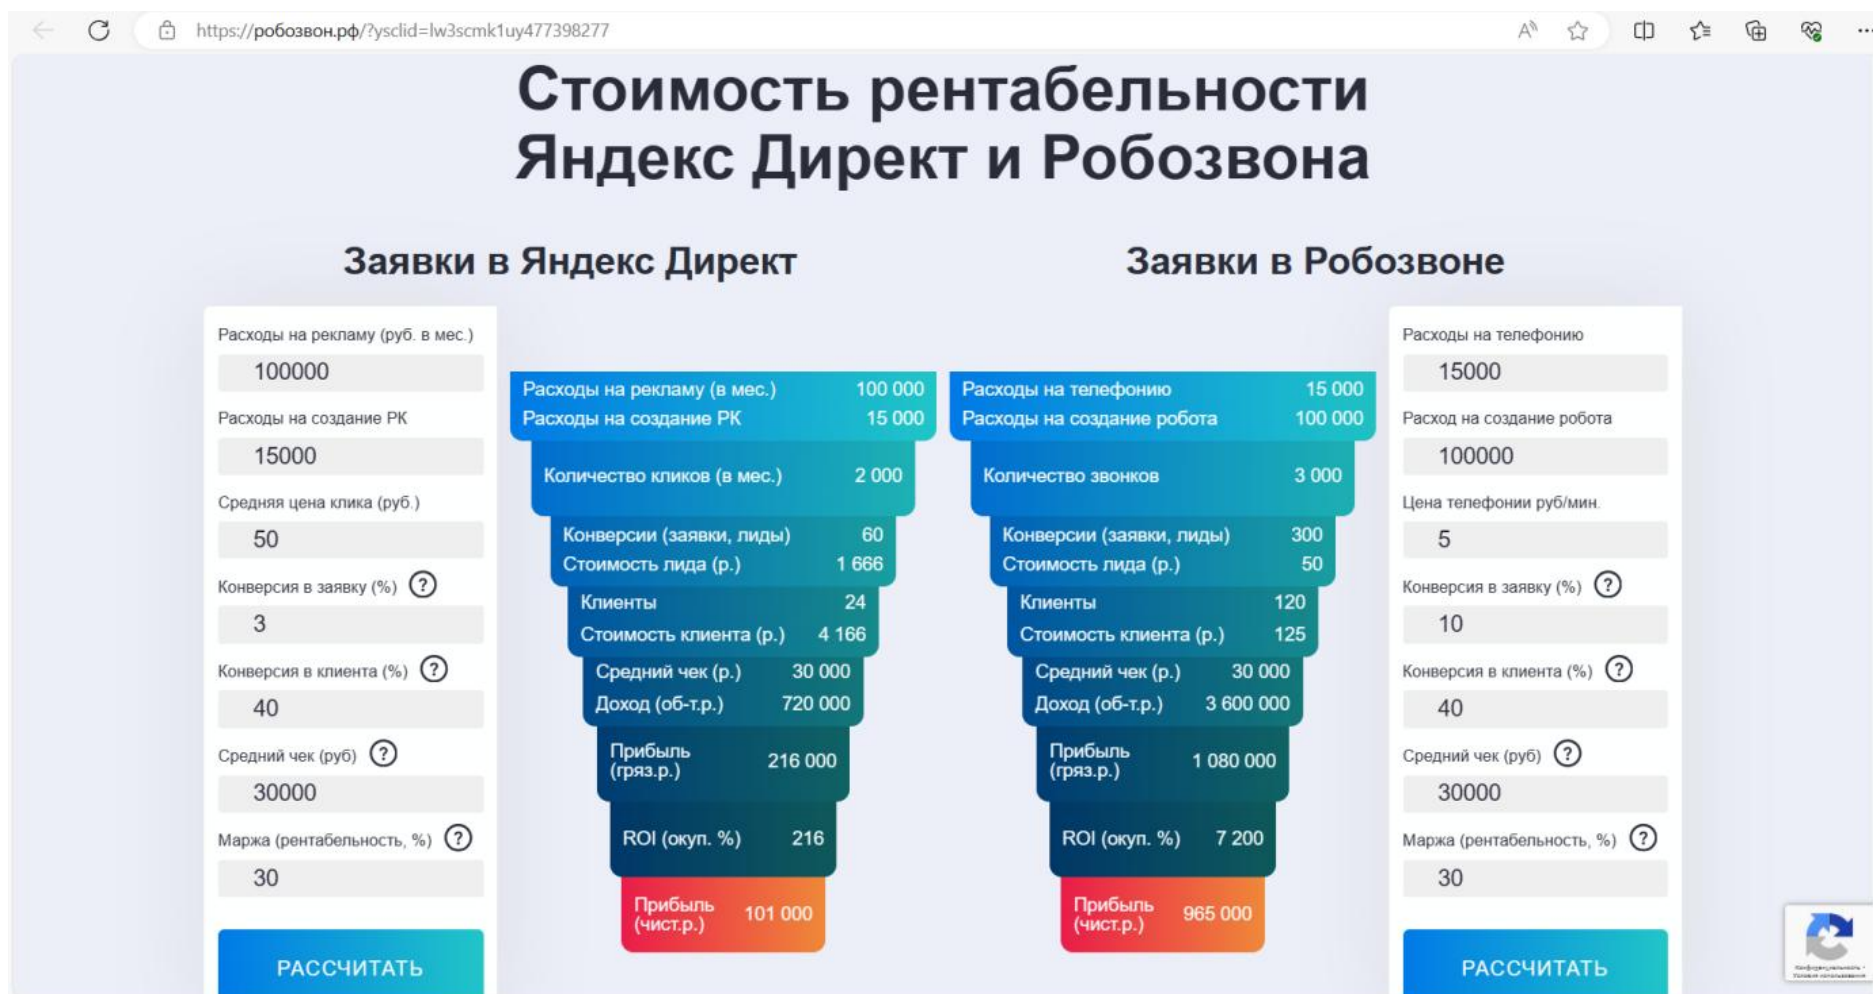 https://робозвон.рф/?ysclid=lw3scmk1uy477398277
Стоимость рентабельности
Яндекс Директ и Робозвона
Заявки в Яндекс Директ
Расходы на рекламу (руб. в мес.)
100000
Расходы на создание РК
15000
Средняя цена клика (руб.)
50
Конверсия в заявку (%) ?
3
Конверсия в клиента (%) ?
40
Средний чек (руб) ?
30000
Маржа (рентабельность, %) ?
30
РАССЧИТАТЬ
Расходы на рекламу (в мес.) 100 000
Расходы на создание РК 15 000
Количество кликов (в мес.) 2 000
Конверсии (заявки, лиды) 60
Стоимость лида (р.) 1 666
Клиенты 24
Стоимость клиента (р.) 4 166
Средний чек (р.) 30 000
Доход (об-т.р.) 720 000
Прибыль
(гряз.р.) 216 000
ROI (окуп. %) 216
Прибыль
(чист.р.) 101 000
Заявки в Робозвоне
Расходы на телефонию 15 000
Расходы на создание робота 100 000
Количество звонков 3 000
Конверсии (заявки, лиды) 300
Стоимость лида (р.) 50
Клиенты 120
Стоимость клиента (р.) 125
Средний чек (р.) 30 000
Доход (об-т.р.) 3 600 000
Прибыль
(гряз.р.) 1 080 000
ROI (окуп. %) 7 200
Прибыль
(чист.р.) 965 000
Расходы на телефонию
15000
Расход на создание робота
100000
Цена телефонии руб/мин.
5
Конверсия в заявку (%) ?
10
Конверсия в клиента (%) ?
40
Средний чек (руб) ?
30000
Маржа (рентабельность, %) ?
30
РАССЧИТАТЬ
Конфиденциальность -
Условия использования